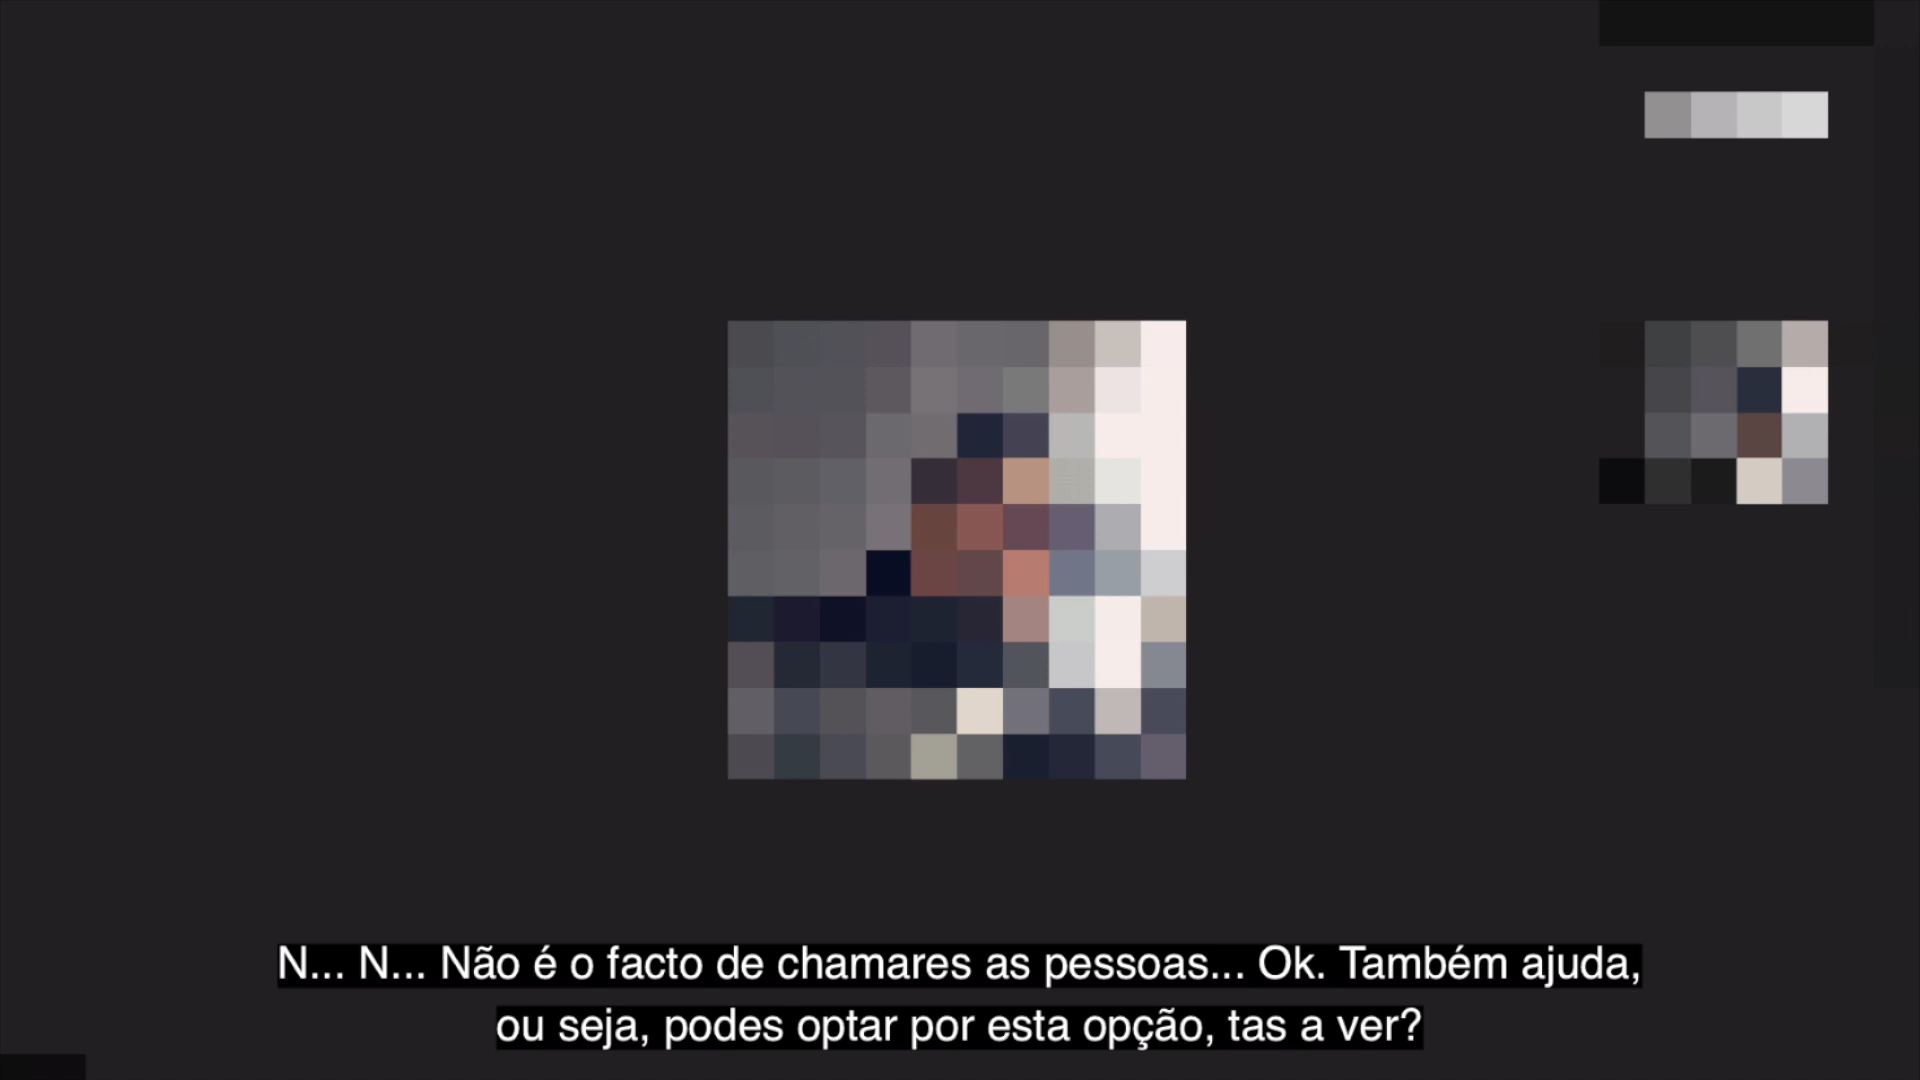 N... N... Não é o facto de chamares as pessoas... Ok. Também ajuda,
ou seja, podes optar por esta opção, tas a ver?